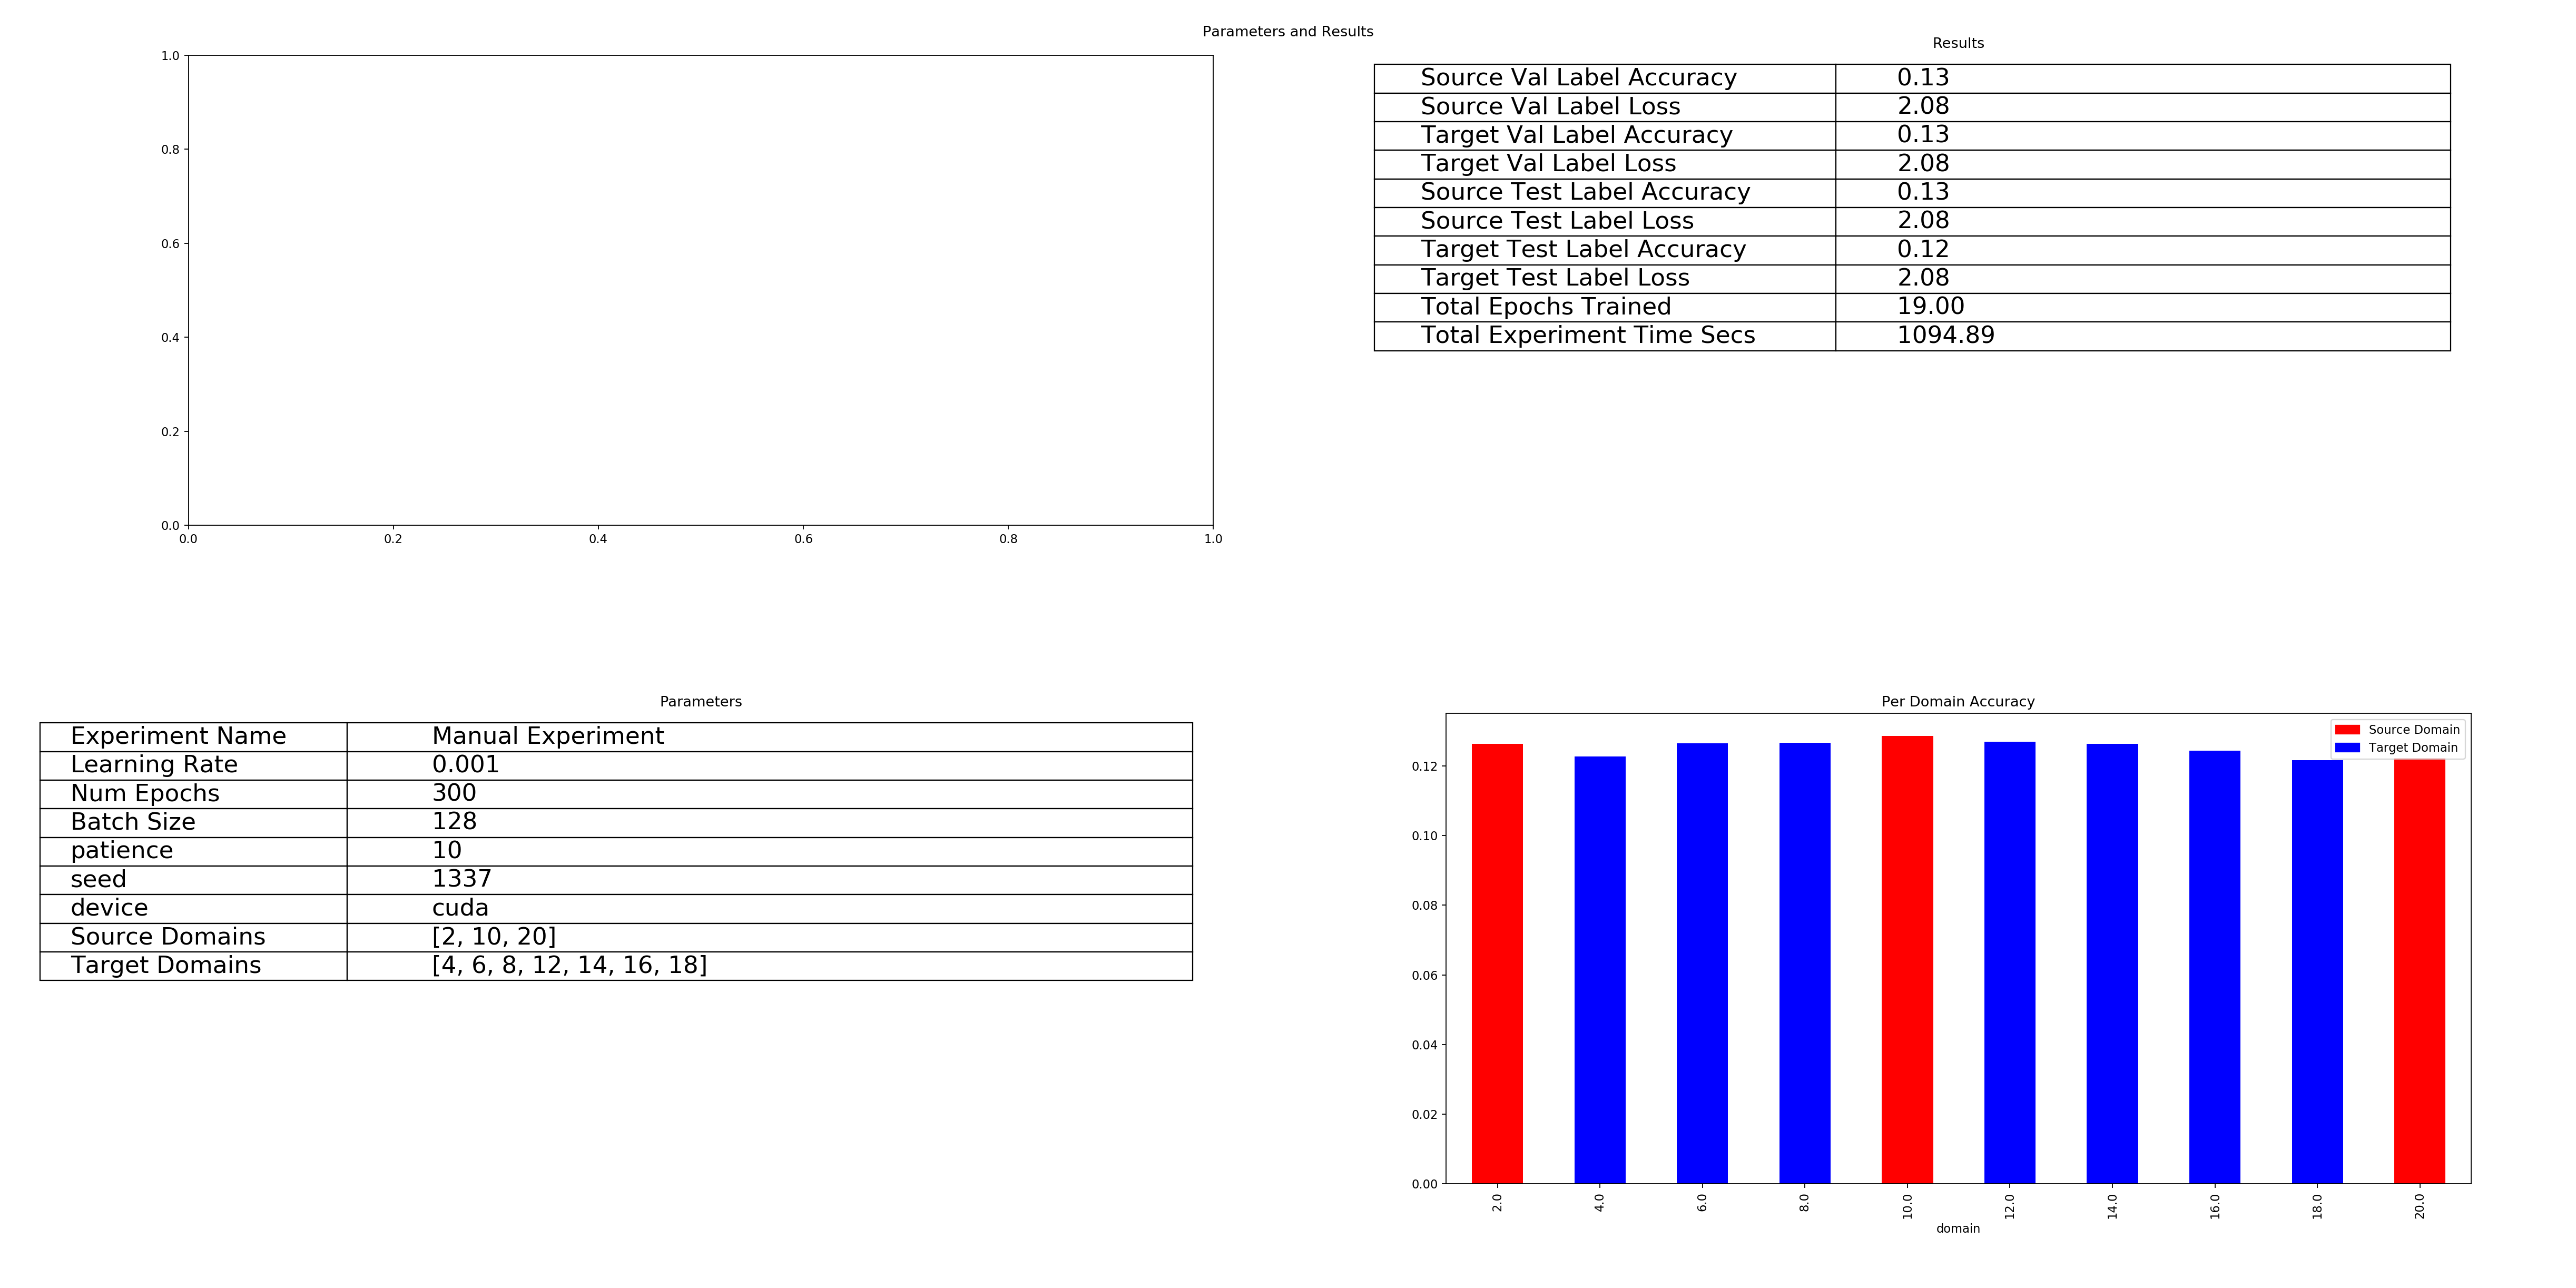 Parameters and Results
1.0
0.8
0.6
0.4
0.2
0.0
0.0 0.2 0.4 0.6 0.8 1.0
Results
Source Val Label Accuracy 0.13
Source Val Label Loss 2.08
Target Val Label Accuracy 0.13
Target Val Label Loss 2.08
Source Test Label Accuracy 0.13
Source Test Label Loss 2.08
Target Test Label Accuracy 0.12
Target Test Label Loss 2.08
Total Epochs Trained 19.00
Total Experiment Time Secs 1094.89
Parameters
Experiment Name Manual Experiment
Learning Rate 0.001
Num Epochs 300
Batch Size 128
patience 10
seed 1337
device cuda
Source Domains [2, 10, 20]
Target Domains [4, 6, 8, 12, 14, 16, 18]
Per Domain Accuracy
Source Domain
Target Domain
0.12
0.10
0.08
0.06
0.04
0.02
0.00
2.0 4.0 6.0 8.0 10.0 12.0 14.0 16.0 18.0 20.0
domain